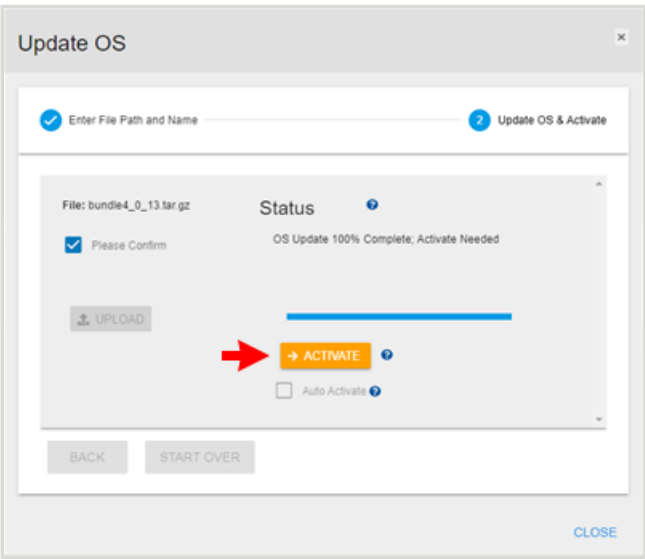 Update OS
×
Enter File Path and Name
2 Update OS & Activate
File: bundle4_0_13.tar.gz
Status ?
Please Confirm
OS Update 100% Complete; Activate Needed
UPLOAD
→ ACTIVATE ?
Auto Activate ?
BACK
START OVER
CLOSE